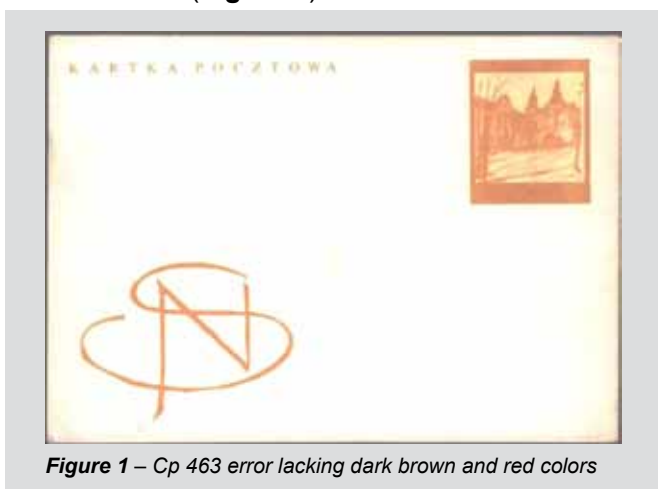 KARTKA POCZTOWA
Figure 1 – Cp 463 error lacking dark brown and red colors